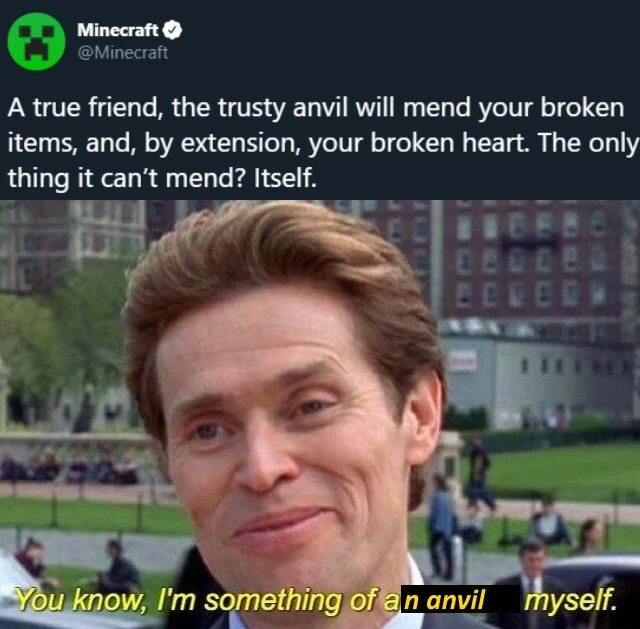 Minecraft
@Minecraft
A true friend, the trusty anvil will mend your broken
items, and, by extension, your broken heart. The only
thing it can’t mend? Itself.
You know, I'm something of an anvil myself.